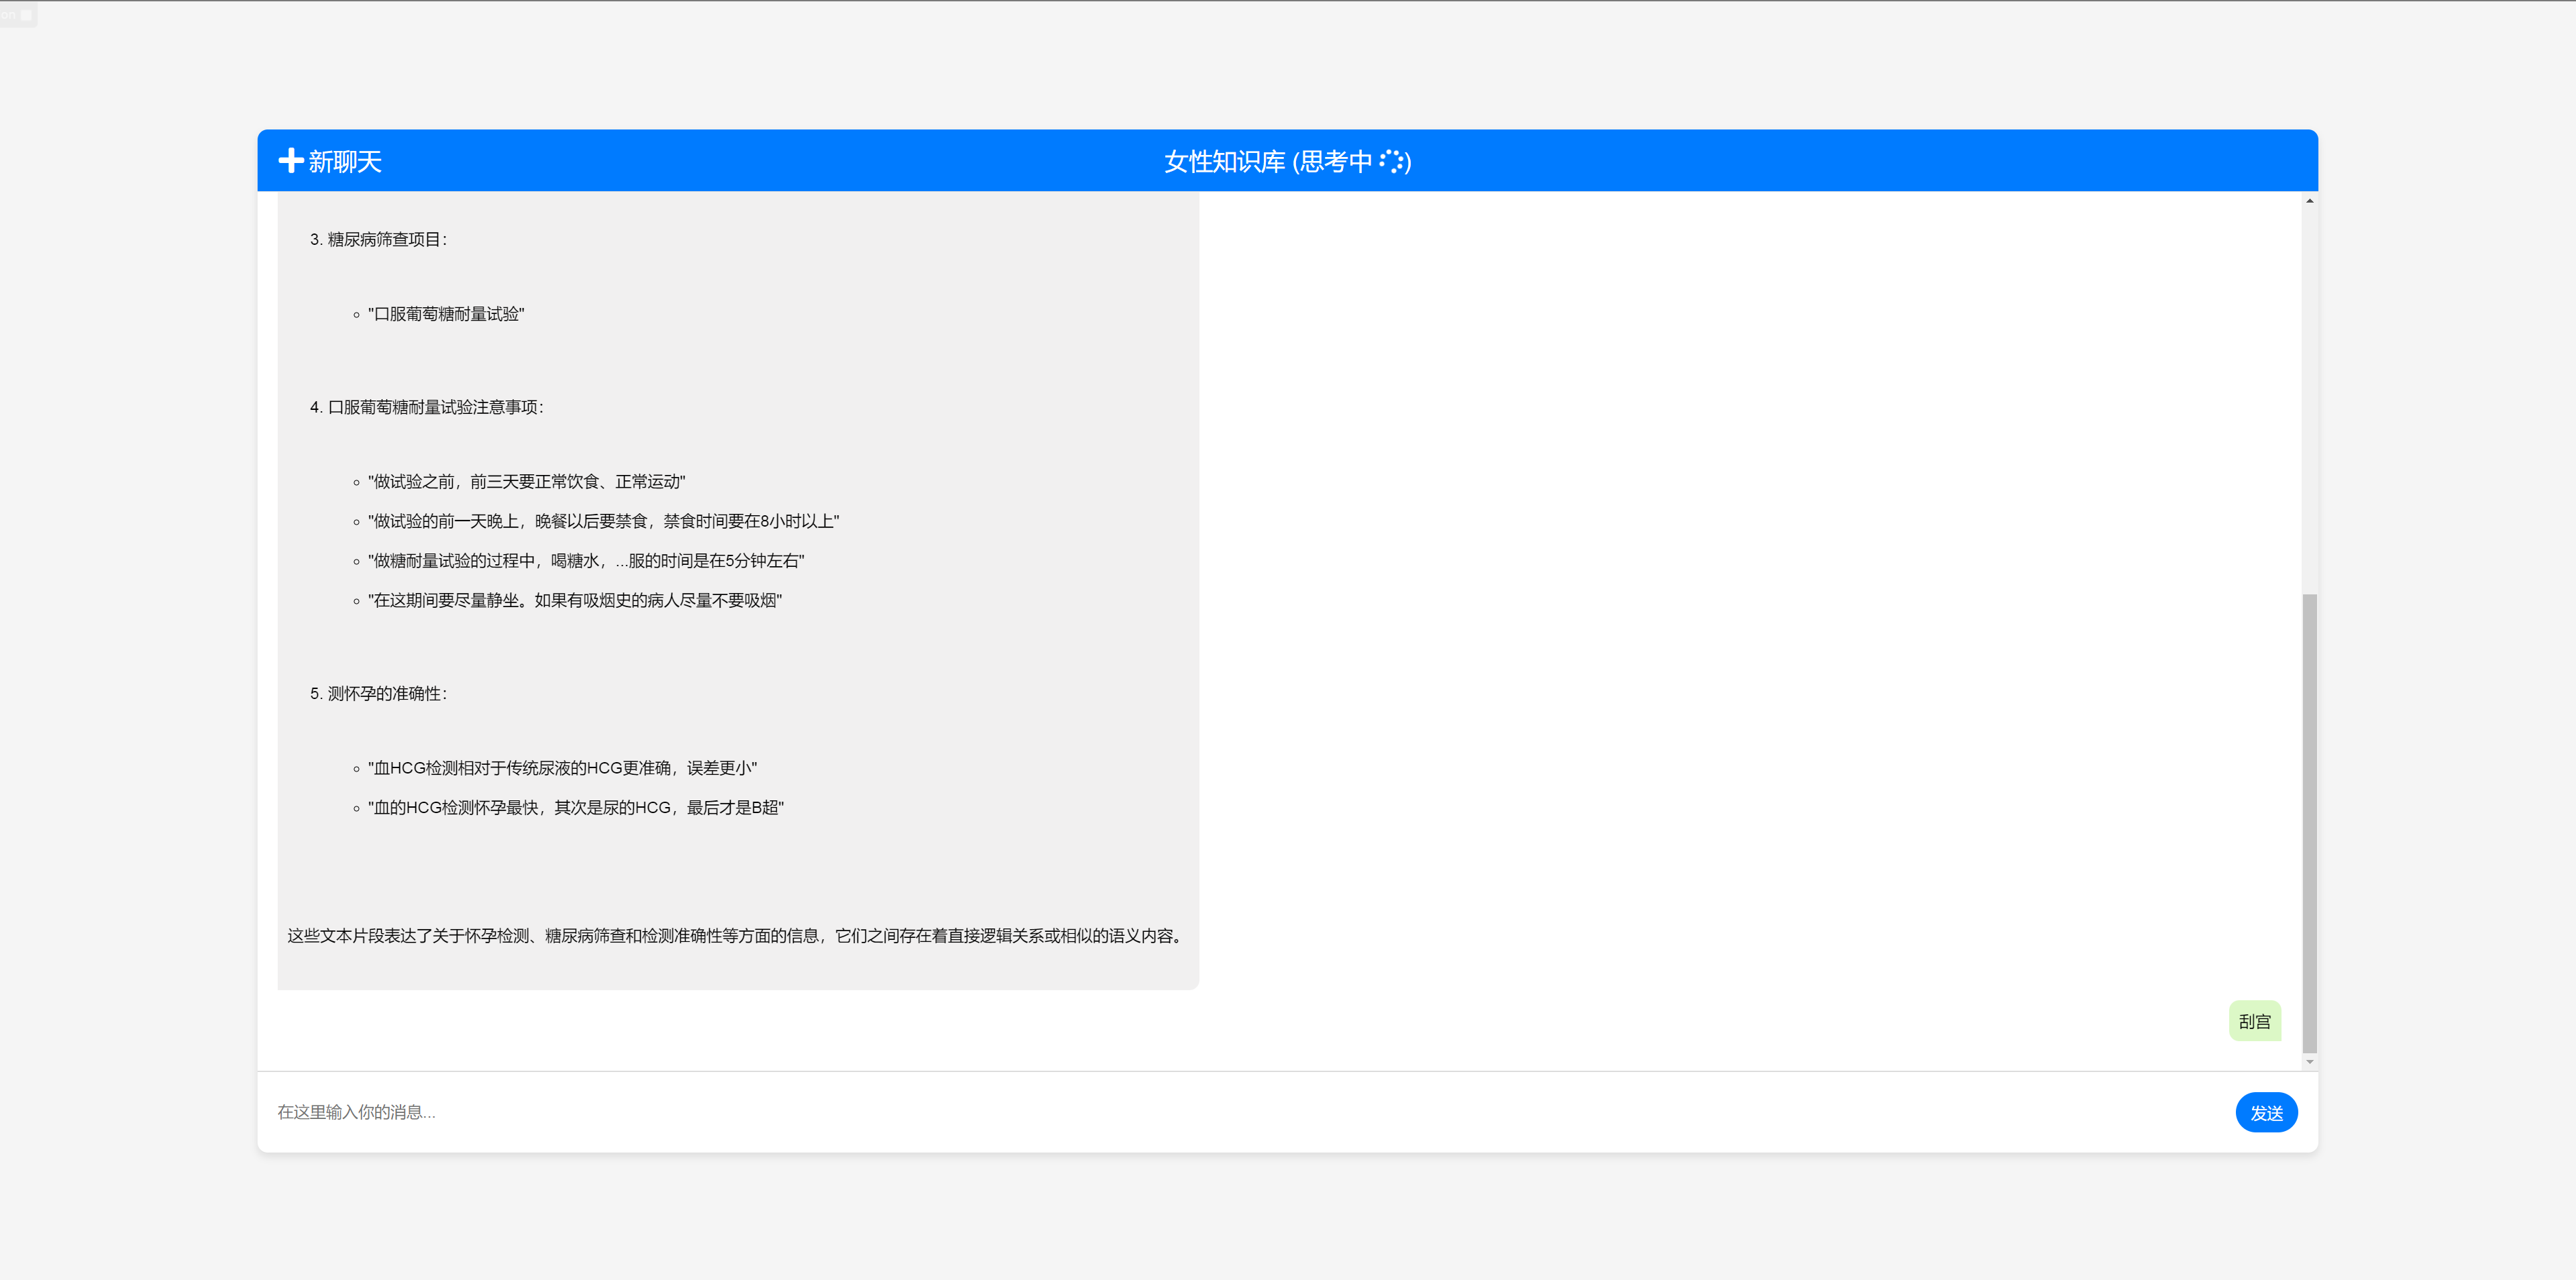 on
新聊天
女性知识库 (思考中 )
3. 糖尿病筛查项目：
"口服葡萄糖耐量试验"
4. 口服葡萄糖耐量试验注意事项：
"做试验之前，前三天要正常饮食、正常运动"
"做试验的前一天晚上，晚餐以后要禁食，禁食时间要在8小时以上"
"做糖耐量试验的过程中，喝糖水，...服的时间是在5分钟左右"
"在这期间要尽量静坐。如果有吸烟史的病人尽量不要吸烟"
5. 测怀孕的准确性：
"血HCG检测相对于传统尿液的HCG更准确，误差更小"
"血的HCG检测怀孕最快，其次是尿的HCG，最后才是B超"
这些文本片段表达了关于怀孕检测、糖尿病筛查和检测准确性等方面的信息，它们之间存在着直接逻辑关系或相似的语义内容。
刮宫
在这里输入你的消息...
发送